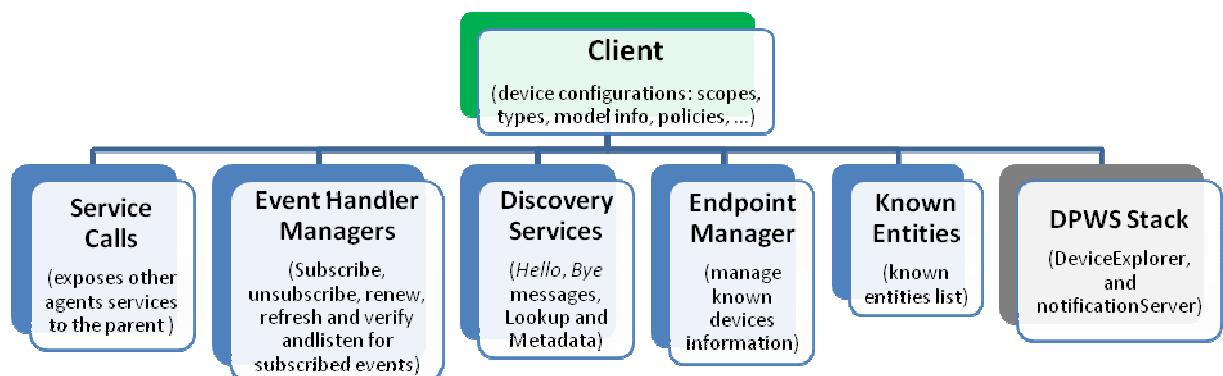 Client
(device configurations: scopes,
types, model info, policies, ...)
Service
Calls
(exposes other
agents services
to the parent )
Event Handler
Managers
(Subscribe,
unsubscribe, renew,
refresh and verify
andlisten for
subscribed events)
Discovery
Services
(Hello, Bye
messages,
Lookup and
Metadata)
Endpoint
Manager
(manage
known
devices
information)
Known
Entities
(known
entities list)
DPWS Stack
(DeviceExplorer,
and
notificationServer)